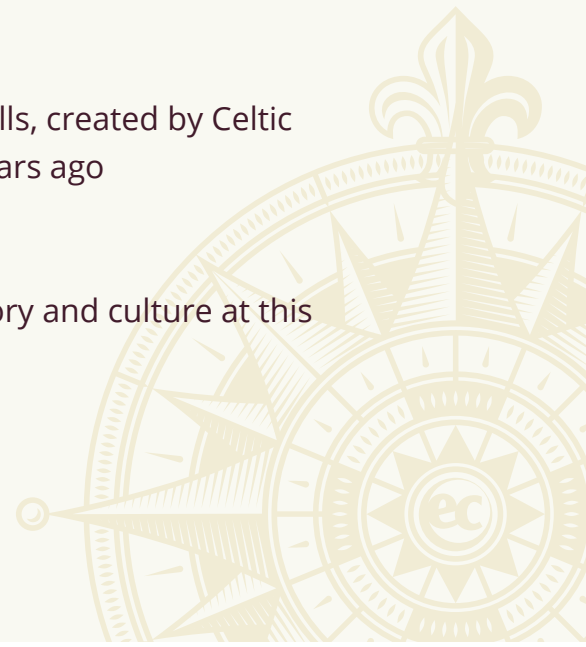 lls, created by Celtic
ars ago
ory and culture at this
ec